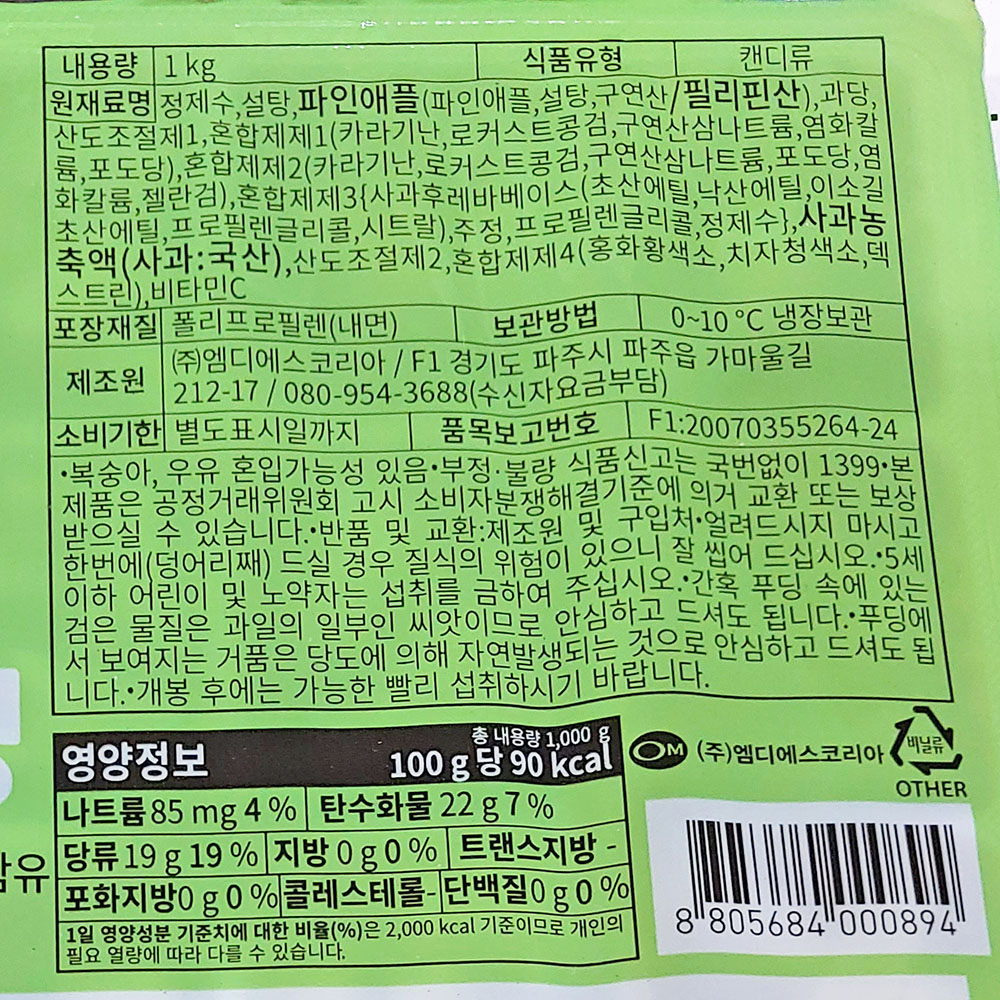 내용량 1 kg 식품유형 캔디류
원재료명 정제수,설탕,파인애플(파인애플,설탕,구연산/필리핀산),과당,
산도조절제1,혼합제제1(카라기난,로커스트콩검,구연산삼나트륨,염화칼
륨,포도당),혼합제제2(카라기난,로커스트콩검,구연산삼나트륨,포도당,염
화칼륨,젤란검),혼합제제3{사과후레바베이스(초산에틸,낙산에틸,이소길
초산에틸,프로필렌글리콜,시트랄),주정,프로필렌글리콜,정제수},사과농
축액(사과:국산),산도조절제2,혼합제제4(홍화황색소,치자청색소,덱
스트린),비타민C
포장재질 폴리프로필렌(내면) 보관방법 0~10 °C 냉장보관
제조원 (주)엠디에스코리아 / F1 경기도 파주시 파주읍 가마울길
212-17 / 080-954-3688(수신자요금부담)
소비기한 별도표시일까지 품목보고번호 F1:20070355264-24
•복숭아, 우유 혼입가능성 있음•부정·불량 식품신고는 국번없이 1399•본
제품은 공정거래위원회 고시 소비자분쟁해결기준에 의거 교환 또는 보상
받으실 수 있습니다.•반품 및 교환:제조원 및 구입처•얼려드시지 마시고
한번에(덩어리째) 드실 경우 질식의 위험이 있으니 잘 씹어 드십시오.•5세
이하 어린이 및 노약자는 섭취를 금하여 주십시오.•간혹 푸딩 속에 있는
검은 물질은 과일의 일부인 씨앗이므로 안심하고 드셔도 됩니다.•푸딩에
서 보여지는 거품은 당도에 의해 자연발생되는 것으로 안심하고 드셔도 됩
니다.•개봉 후에는 가능한 빨리 섭취하시기 바랍니다.
영양정보 총 내용량 1,000 g
100 g 당 90 kcal
나트륨 85 mg 4 % 탄수화물 22 g 7 %
당류 19 g 19 % 지방 0 g 0 % 트랜스지방 -
포화지방 0 g 0 % 콜레스테롤 - 단백질 0 g 0 %
1일 영양성분 기준치에 대한 비율(%)은 2,000 kcal 기준이므로 개인의
필요 열량에 따라 다를 수 있습니다.
OM (주)엠디에스코리아
비닐류
OTHER
8 805684 000894
함유